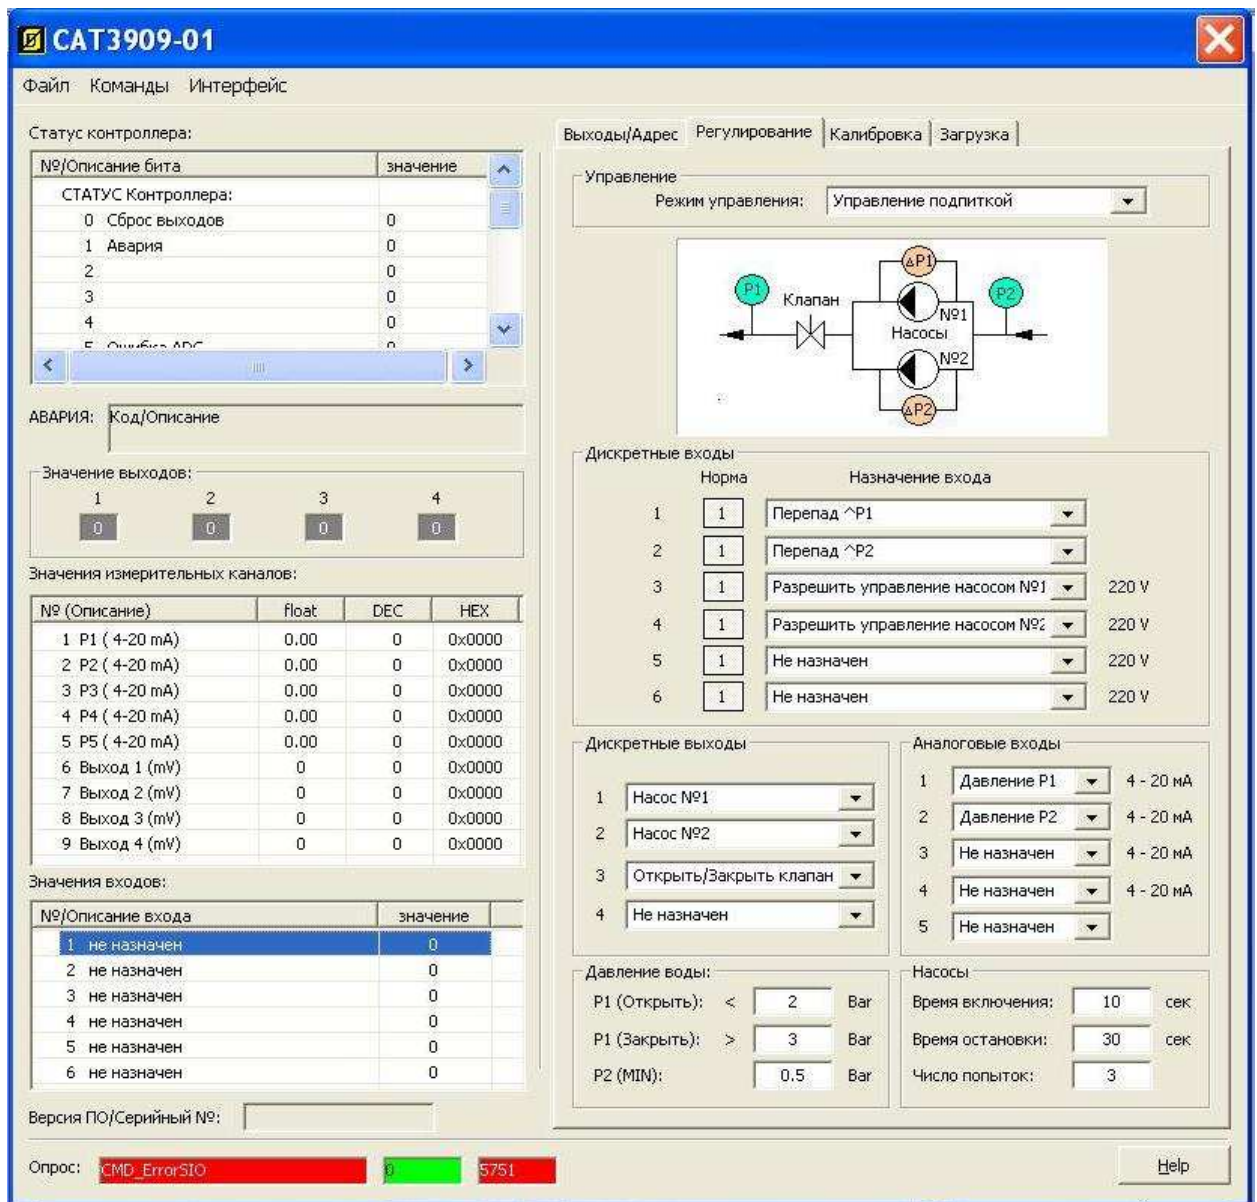 CAT3909-01
Файл Команды Интерфейс
Статус контроллера:
№/Описание бита значение
СТАТУС Контроллера:
0 Сброс выходов 0
1 Авария 0
2 0
3 0
4 0
5 Ошибка ADC 0
АВАРИЯ: Код/Описание
Значение выходов:
1 2 3 4
0 0 0 0
Значения измерительных каналов:
№ (Описание) float DEC HEX
1 P1 ( 4-20 mA) 0.00 0 0x0000
2 P2 ( 4-20 mA) 0.00 0 0x0000
3 P3 ( 4-20 mA) 0.00 0 0x0000
4 P4 ( 4-20 mA) 0.00 0 0x0000
5 P5 ( 4-20 mA) 0.00 0 0x0000
6 Выход 1 (mV) 0 0 0x0000
7 Выход 2 (mV) 0 0 0x0000
8 Выход 3 (mV) 0 0 0x0000
9 Выход 4 (mV) 0 0 0x0000
Значения входов:
№/Описание входа значение
1 не назначен 0
2 не назначен 0
3 не назначен 0
4 не назначен 0
5 не назначен 0
6 не назначен 0
Версия ПО/Серийный №:
Выходы/Адрес Регулирование Калибровка Загрузка
Управление
Режим управления: Управление подпиткой
ΔP1
P1 Клапан P2
№1
Насосы
№2
ΔP2
Дискретные входы
Норма Назначение входа
1 1 Перепад ^P1
2 1 Перепад ^P2
3 1 Разрешить управление насосом №1 220 V
4 1 Разрешить управление насосом №2 220 V
5 1 Не назначен 220 V
6 1 Не назначен 220 V
Дискретные выходы
1 Насос №1
2 Насос №2
3 Открыть/Закрыть клапан
4 Не назначен
Аналоговые входы
1 Давление P1 4 - 20 мА
2 Давление P2 4 - 20 мА
3 Не назначен 4 - 20 мА
4 Не назначен 4 - 20 мА
5 Не назначен
Давление воды:
P1 (Открыть): < 2 Bar
P1 (Закрыть): > 3 Bar
P2 (MIN): 0.5 Bar
Насосы
Время включения: 10 сек
Время остановки: 30 сек
Число попыток: 3
Опрос: CMD_ErrorSIO 0 5751
Help